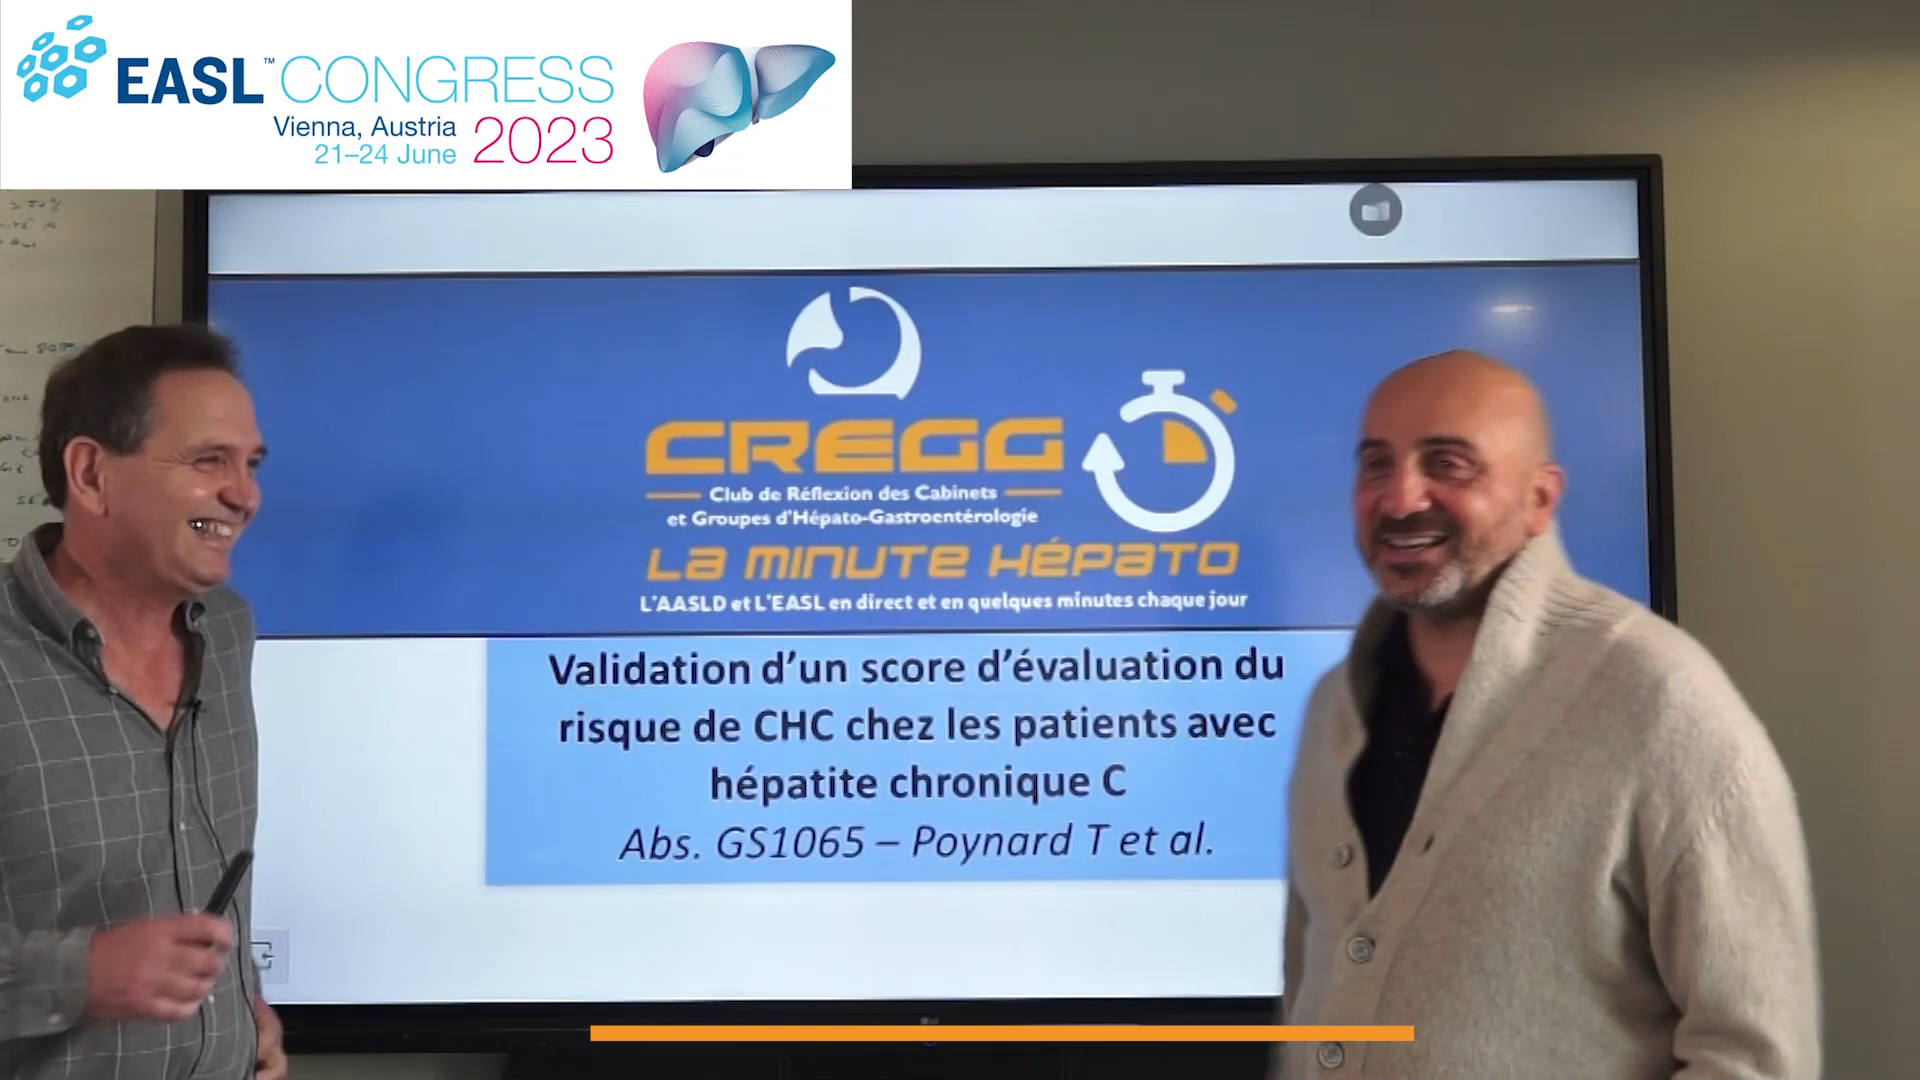 EASL™ CONGRESS
Vienna, Austria
21–24 June
2023
CREGG
Club de Réflexion des Cabinets
et Groupes d'Hépato-Gastroentérologie
La minute Hépato
L'AASLD et L'EASL en direct et en quelques minutes chaque jour
Validation d'un score d'évaluation du
risque de CHC chez les patients avec
hépatite chronique C
Abs. GS1065 – Poynard T et al.
LG